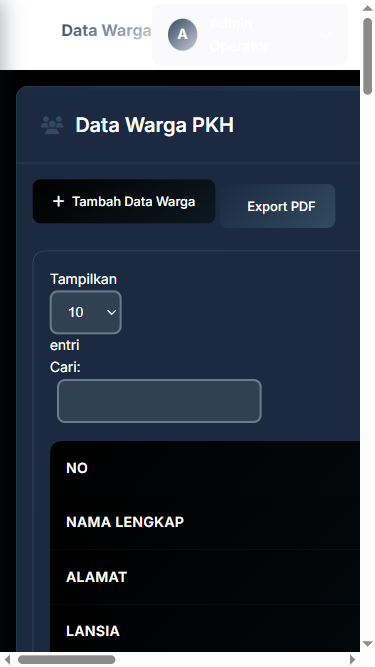 Data Warga
A
Admin
Operator
Data Warga PKH
+ Tambah Data Warga
Export PDF
Tampilkan
10
entri
Cari:
NO
NAMA LENGKAP
ALAMAT
LANSIA